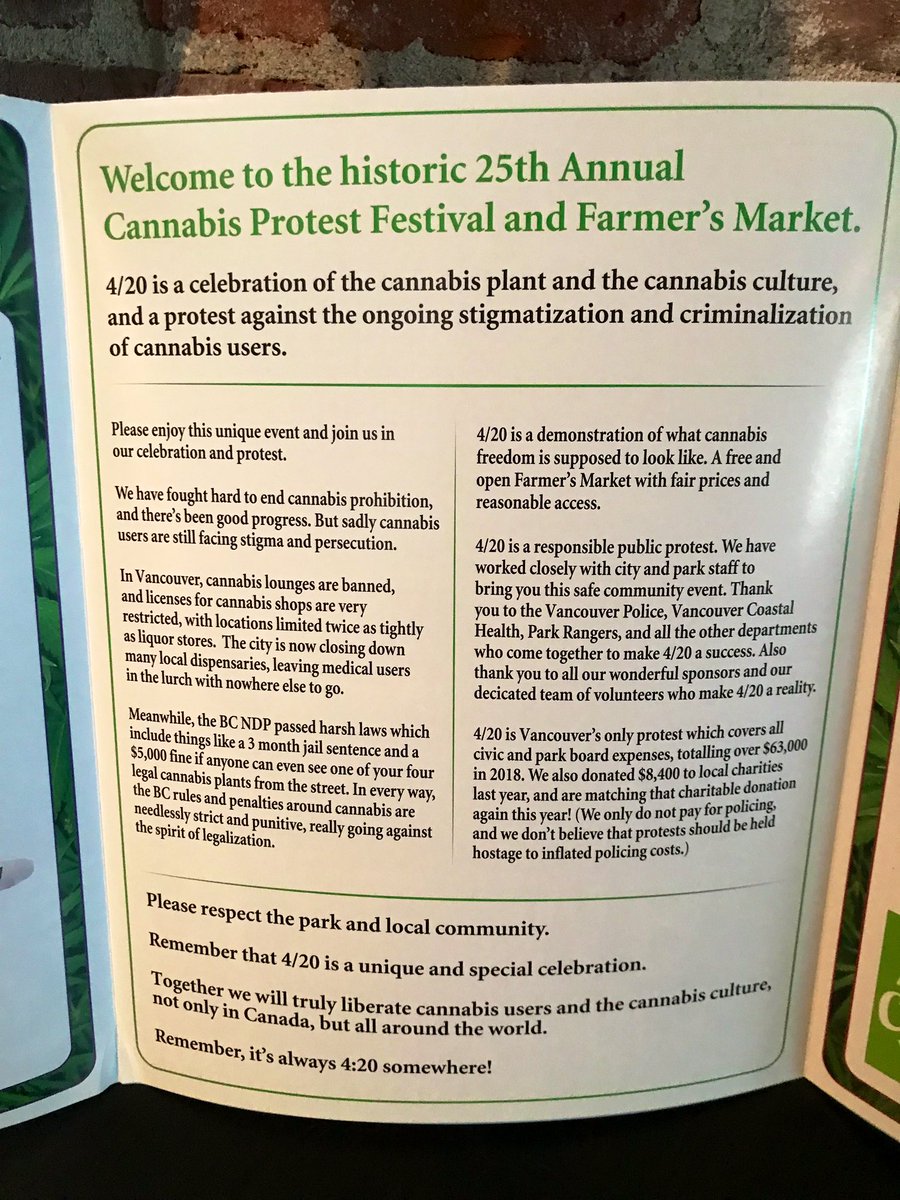 Welcome to the historic 25th Annual
Cannabis Protest Festival and Farmer's Market.
4/20 is a celebration of the cannabis plant and the cannabis culture,
and a protest against the ongoing stigmatization and criminalization
of cannabis users.
Please enjoy this unique event and join us in
our celebration and protest.
We have fought hard to end cannabis prohibition,
and there's been good progress. But sadly cannabis
users are still facing stigma and persecution.
In Vancouver, cannabis lounges are banned,
and licenses for cannabis shops are very
restricted, with locations limited twice as tightly
as liquor stores. The city is now closing down
many local dispensaries, leaving medical users
in the lurch with nowhere else to go.
Meanwhile, the BC NDP passed harsh laws which
include things like a 3 month jail sentence and a
$5,000 fine if anyone can even see one of your four
legal cannabis plants from the street. In every way,
the BC rules and penalties around cannabis are
needlessly strict and punitive, really going against
the spirit of legalization.
4/20 is a demonstration of what cannabis
freedom is supposed to look like. A free and
open Farmer's Market with fair prices and
reasonable access.
4/20 is a responsible public protest. We have
worked closely with city and park staff to
bring you this safe community event. Thank
you to the Vancouver Police, Vancouver Coastal
Health, Park Rangers, and all the other departments
who come together to make 4/20 a success. Also
thank you to all our wonderful sponsors and our
decicated team of volunteers who make 4/20 a reality.
4/20 is Vancouver's only protest which covers all
civic and park board expenses, totalling over $63,000
in 2018. We also donated $8,400 to local charities
last year, and are matching that charitable donation
again this year! (We only do not pay for policing,
and we don't believe that protests should be held
hostage to inflated policing costs.)
Please respect the park and local community.
Remember that 4/20 is a unique and special celebration.
Together we will truly liberate cannabis users and the cannabis culture,
not only in Canada, but all around the world.
Remember, it's always 4:20 somewhere!